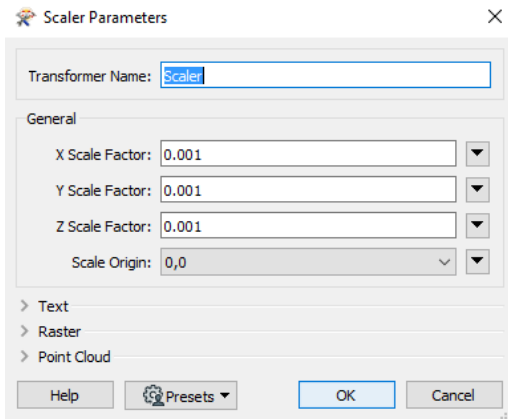 Scaler Parameters
Transformer Name: Scaler
General
X Scale Factor: 0.001
Y Scale Factor: 0.001
Z Scale Factor: 0.001
Scale Origin: 0,0
Text
Raster
Point Cloud
Help Presets OK Cancel